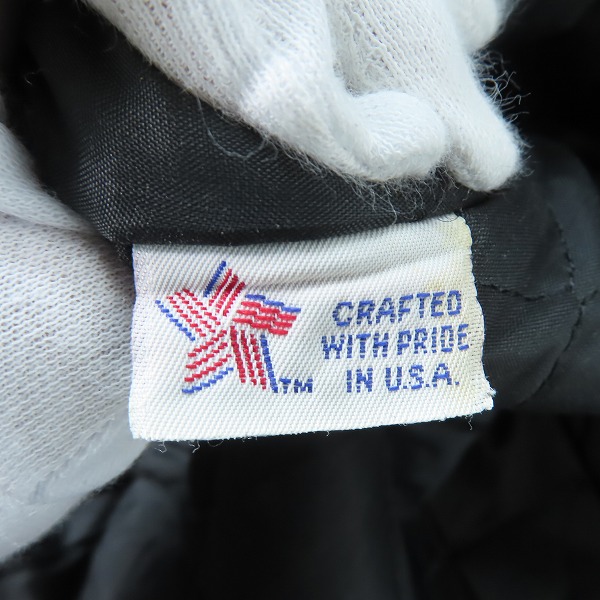 CRAFTED
WITH PRIDE
IN U.S.A.
TM